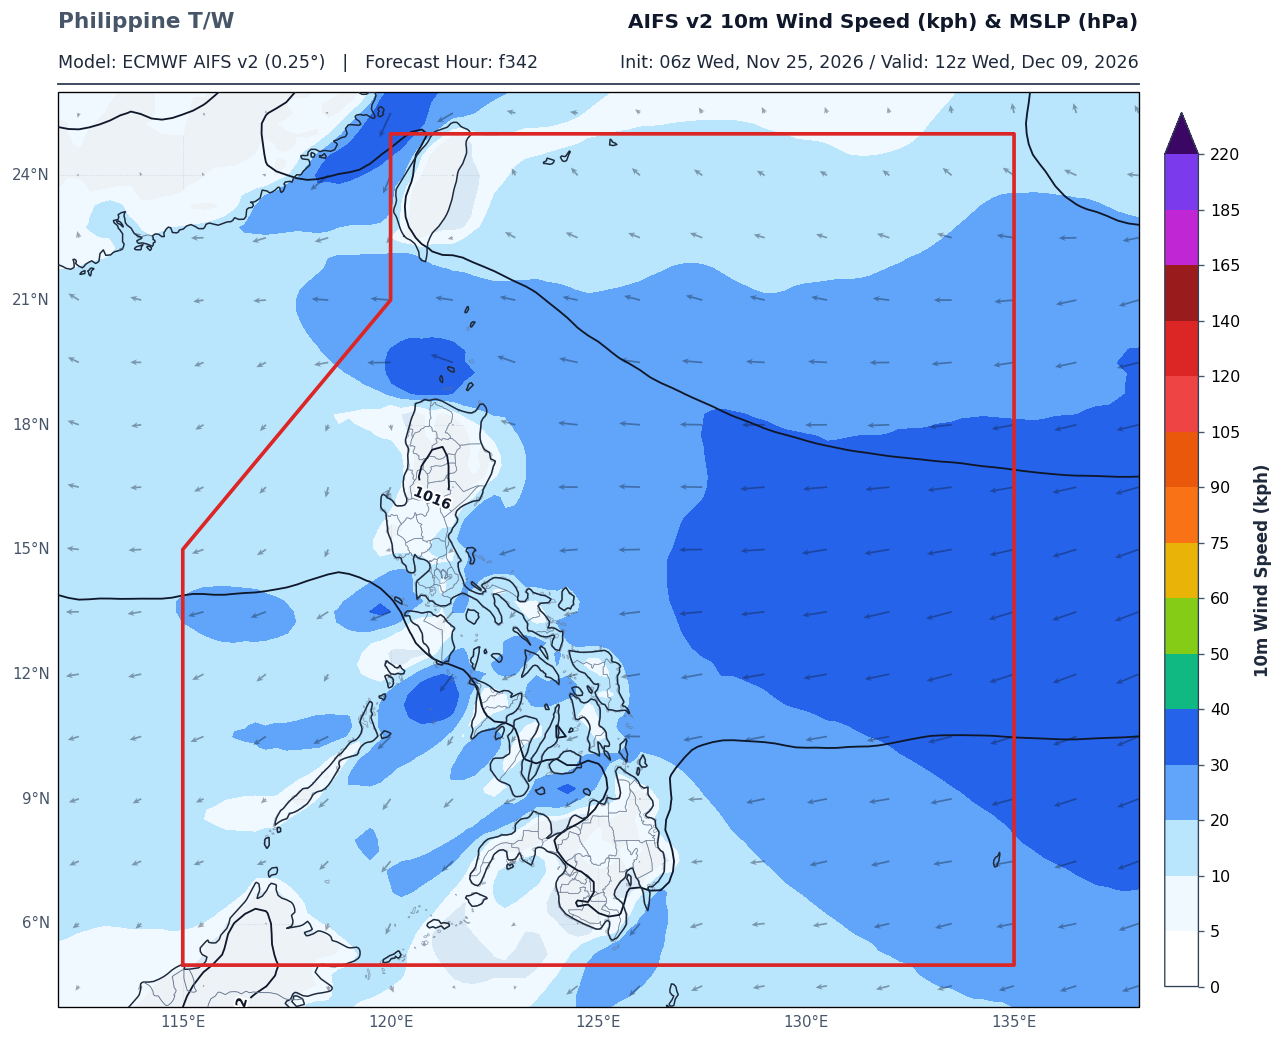 Philippine T/W
AIFS v2 10m Wind Speed (kph) & MSLP (hPa)
Model: ECMWF AIFS v2 (0.25°) | Forecast Hour: f342
Init: 06z Wed, Nov 25, 2026 / Valid: 12z Wed, Dec 09, 2026
24°N
21°N
18°N
15°N
12°N
9°N
6°N
115°E
120°E
125°E
130°E
135°E
1016
2
220
185
165
140
120
105
90
75
60
50
40
30
20
10
5
0
10m Wind Speed (kph)